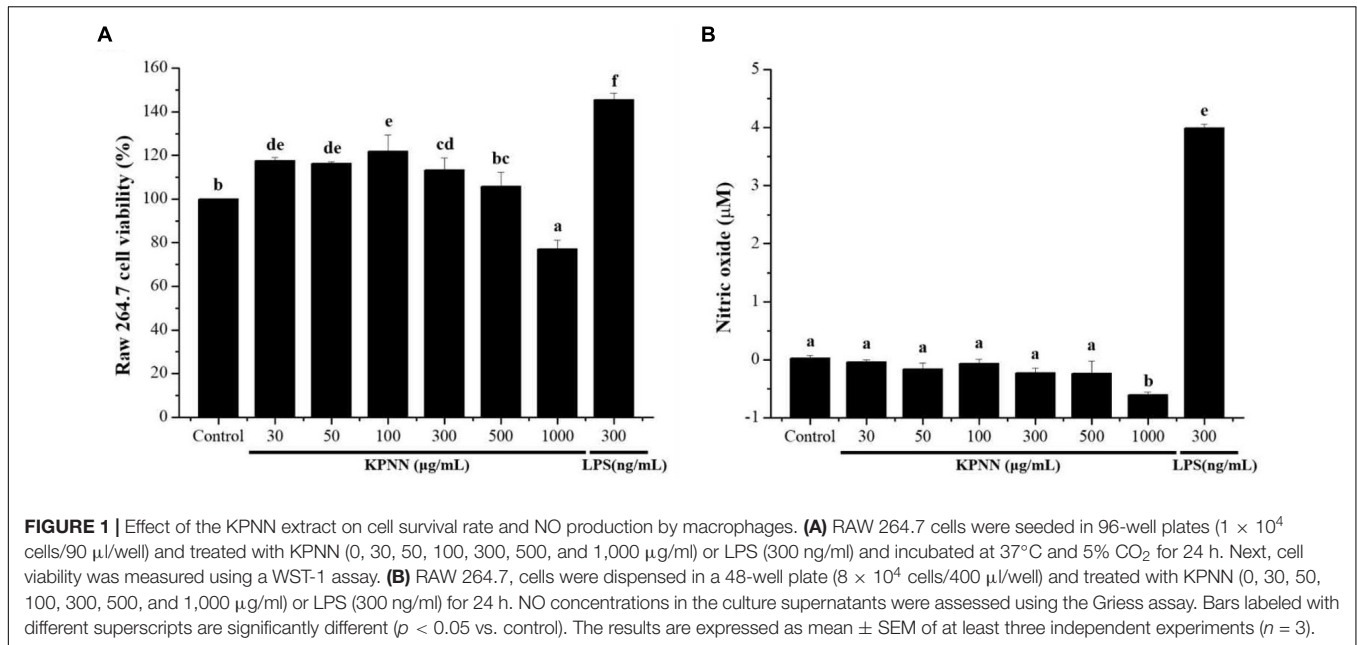 A
B
Raw 264.7 cell viability (%)
160
140
120
100
80
60
40
20
0
b
de
de
e
cd
bc
a
f
Control
30
50
100
300
500
1000
300
KPNN (µg/mL)
LPS(ng/mL)
Nitric oxide (µM)
5
4
3
2
1
0
-1
a
a
a
a
a
a
b
e
Control
30
50
100
300
500
1000
300
KPNN (µg/mL)
LPS(ng/mL)
FIGURE 1 | Effect of the KPNN extract on cell survival rate and NO production by macrophages. (A) RAW 264.7 cells were seeded in 96-well plates (1 × 10⁴
cells/90 µl/well) and treated with KPNN (0, 30, 50, 100, 300, 500, and 1,000 µg/ml) or LPS (300 ng/ml) and incubated at 37°C and 5% CO₂ for 24 h. Next, cell
viability was measured using a WST-1 assay. (B) RAW 264.7, cells were dispensed in a 48-well plate (8 × 10⁴ cells/400 µl/well) and treated with KPNN (0, 30, 50,
100, 300, 500, and 1,000 µg/ml) or LPS (300 ng/ml) for 24 h. NO concentrations in the culture supernatants were assessed using the Griess assay. Bars labeled with
different superscripts are significantly different (p < 0.05 vs. control). The results are expressed as mean ± SEM of at least three independent experiments (n = 3).